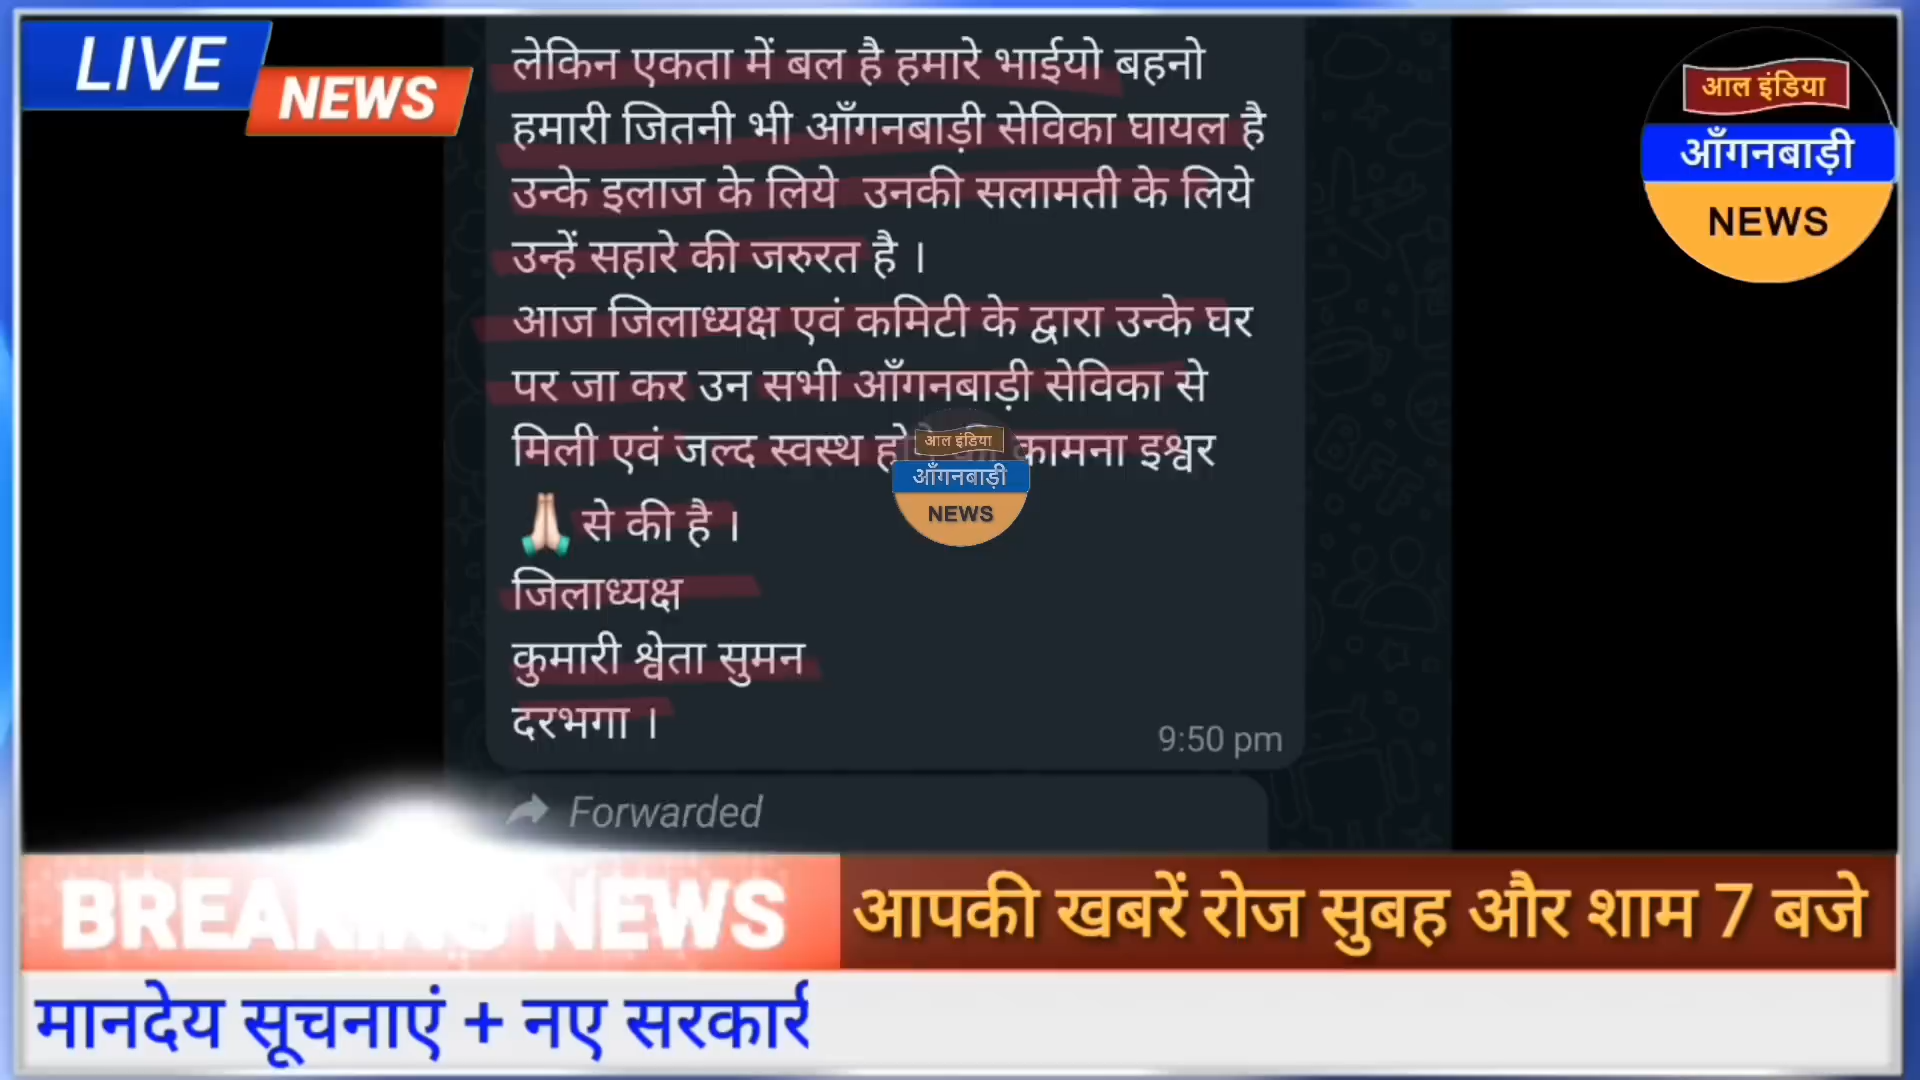 LIVE
NEWS
आल इंडिया
आँगनबाड़ी
NEWS
लेकिन एकता में बल है हमारे भाईयो बहनो
हमारी जितनी भी आँगनबाड़ी सेविका घायल है
उन्के इलाज के लिये उनकी सलामती के लिये
उन्हें सहारे की जरुरत है ।
आज जिलाध्यक्ष एवं कमिटी के द्वारा उन्के घर
पर जा कर उन सभी आँगनबाड़ी सेविका से
मिली एवं जल्द स्वस्थ कामना इश्वर
🙏🏻 से की है ।
जिलाध्यक्ष
कुमारी श्वेता सुमन
दरभगा ।
9:50 pm
आल इंडिया
आँगनबाड़ी
NEWS
Forwarded
BREAKING NEWS
आपकी खबरें रोज सुबह और शाम 7 बजे
मानदेय सूचनाएं + नए